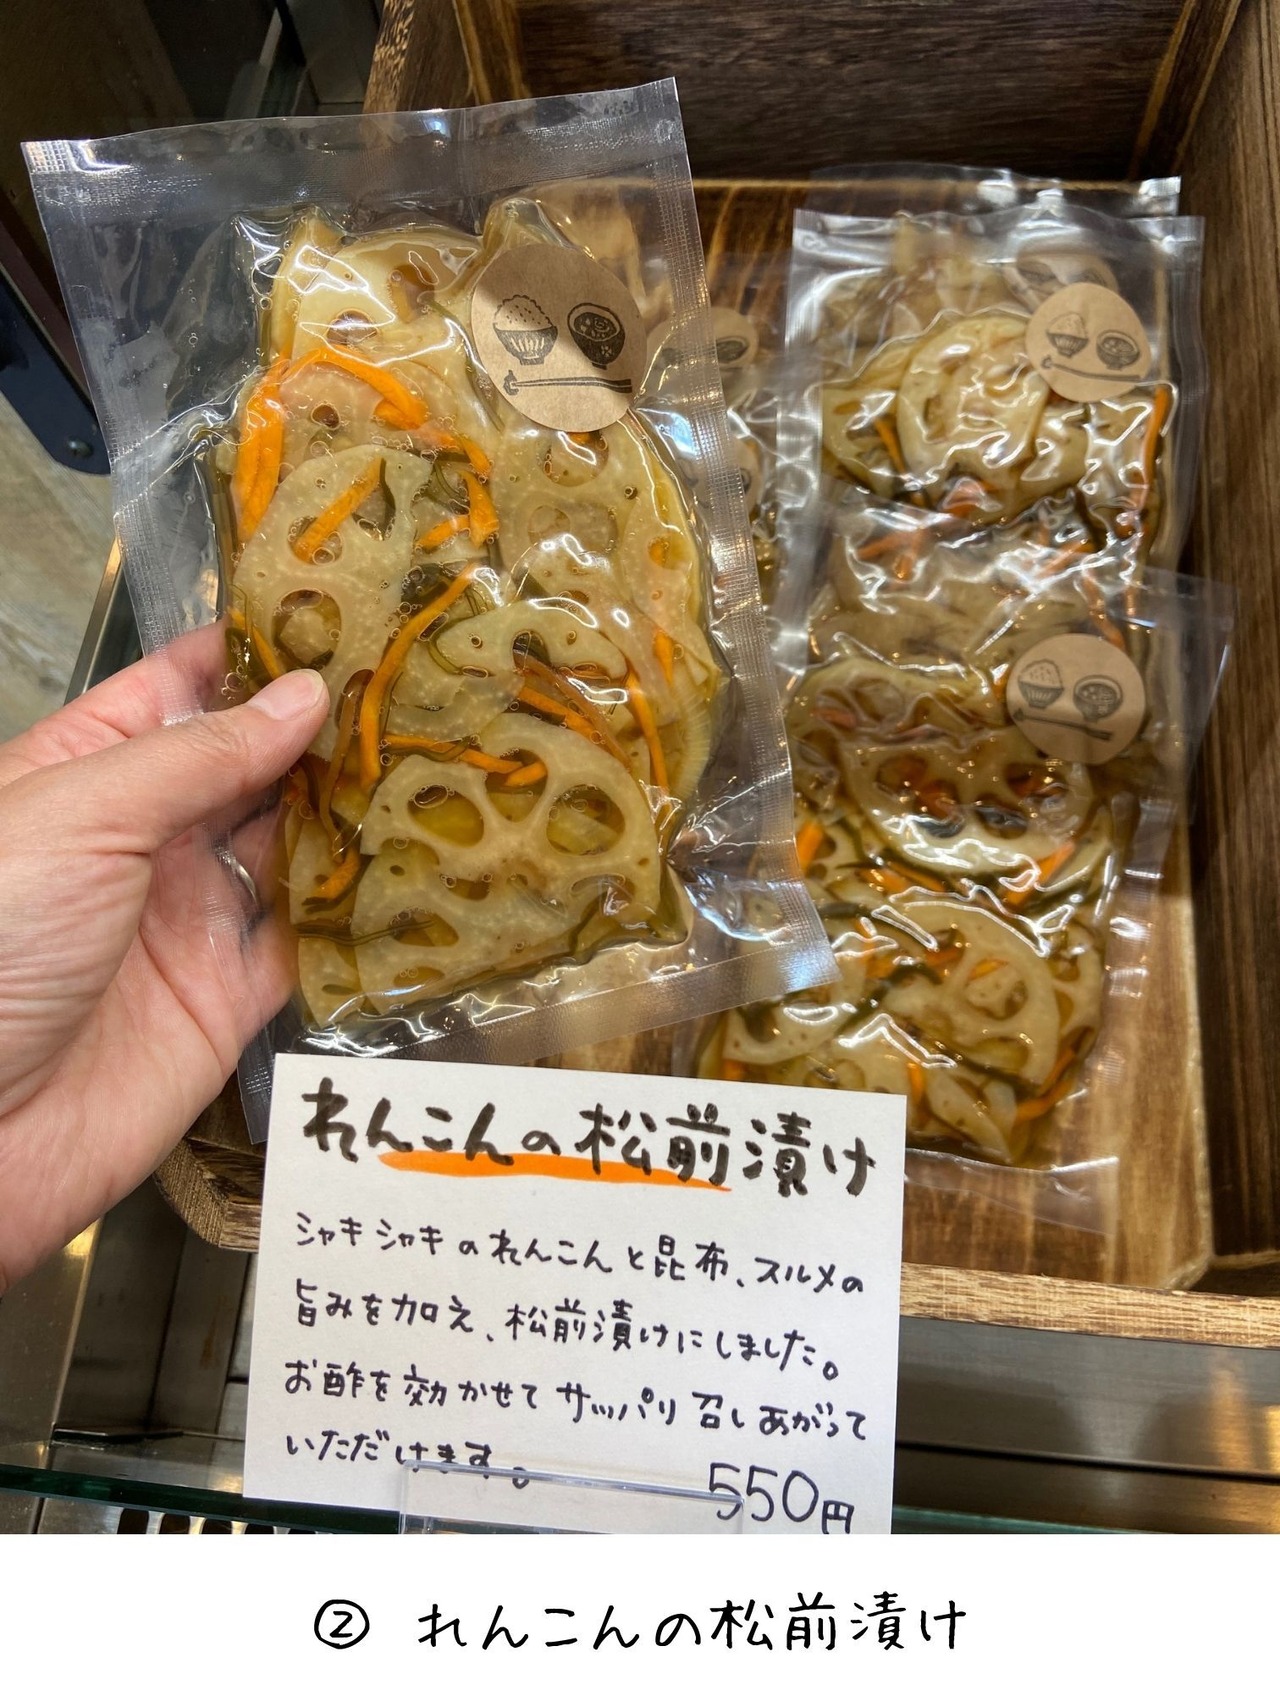 れんこんの松前漬け
シャキシャキのれんこんと昆布、スルメの
旨みを加え、松前漬けにしました。
お酢を効かせてサッパリ召しあがって
いただけます。
550円
② れんこんの松前漬け